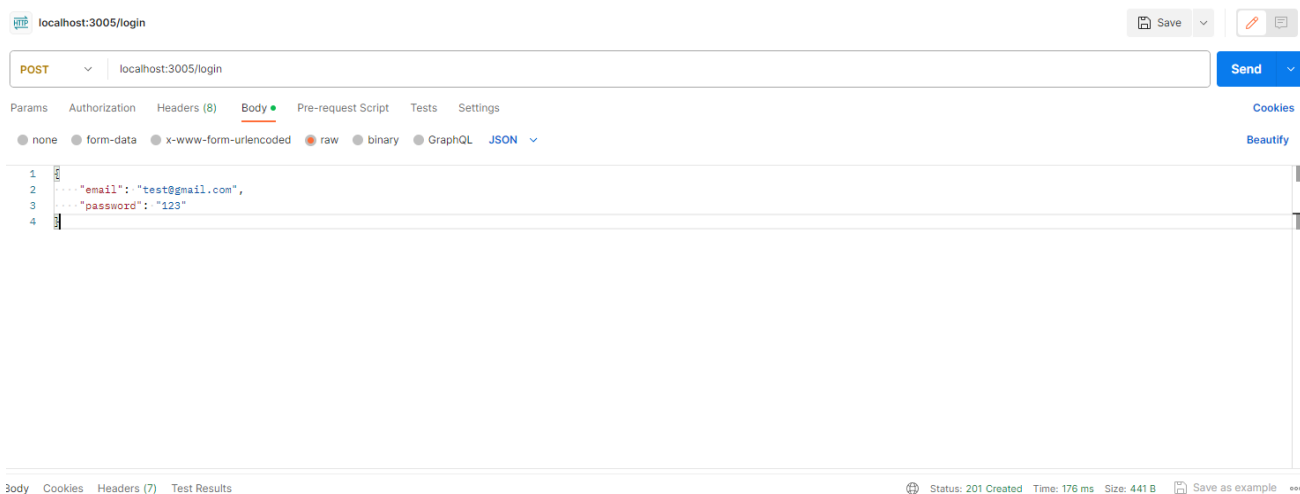 HTTP localhost:3005/login
Save
POST localhost:3005/login
Send
Params Authorization Headers (8) Body Pre-request Script Tests Settings Cookies
none form-data x-www-form-urlencoded raw binary GraphQL JSON Beautify
1 {
2 "email": "test@gmail.com",
3 "password": "123"
4 }
Body Cookies Headers (7) Test Results Status: 201 Created Time: 176 ms Size: 441 B Save as example